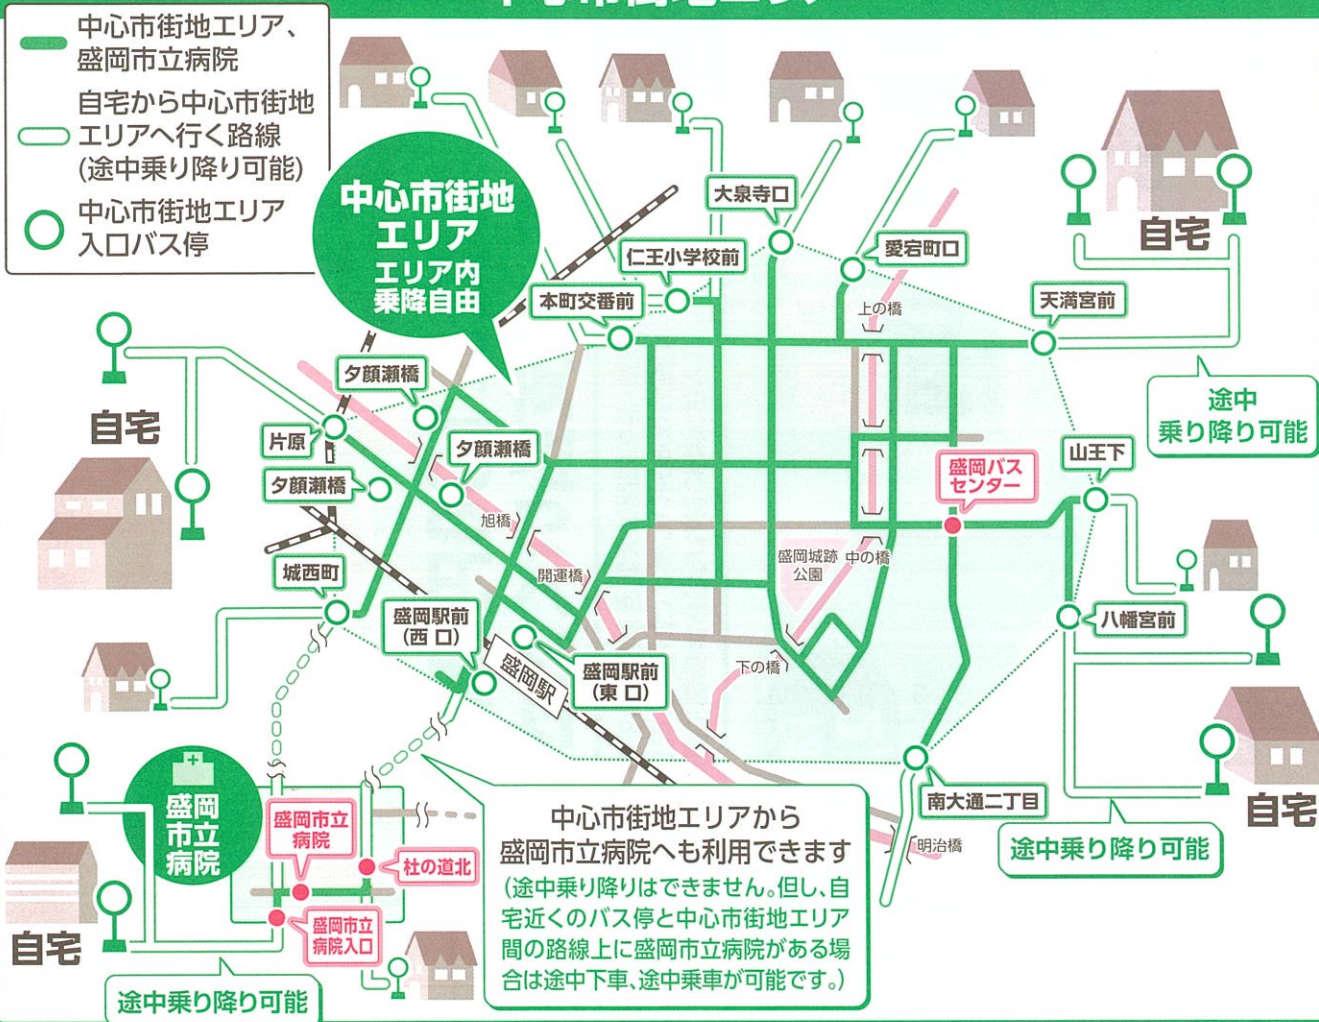 中心市街地エリア
中心市街地エリア、
盛岡市立病院
自宅から中心市街地
エリアへ行く路線
(途中乗り降り可能)
中心市街地エリア
入口バス停
中心市街地
エリア
エリア内
乗降自由
大泉寺口
仁王小学校前
愛宕町口
本町交番前
上の橋
天満宮前
自宅
途中
乗り降り可能
夕顔瀬橋
片原
夕顔瀬橋
夕顔瀬橋
自宅
旭橋
開運橋
盛岡バス
センター
山王下
盛岡城跡
公園
中の橋
城西町
盛岡駅前
(西口)
盛岡駅
盛岡駅前
(東口)
下の橋
八幡宮前
南大通二丁目
明治橋
自宅
途中乗り降り可能
盛岡
市立
病院
盛岡市立
病院
杜の道北
盛岡市立
病院入口
自宅
途中乗り降り可能
中心市街地エリアから
盛岡市立病院へも利用できます
(途中乗り降りはできません。但し、自
宅近くのバス停と中心市街地エリア
間の路線上に盛岡市立病院がある場
合は途中下車、途中乗車が可能です。)